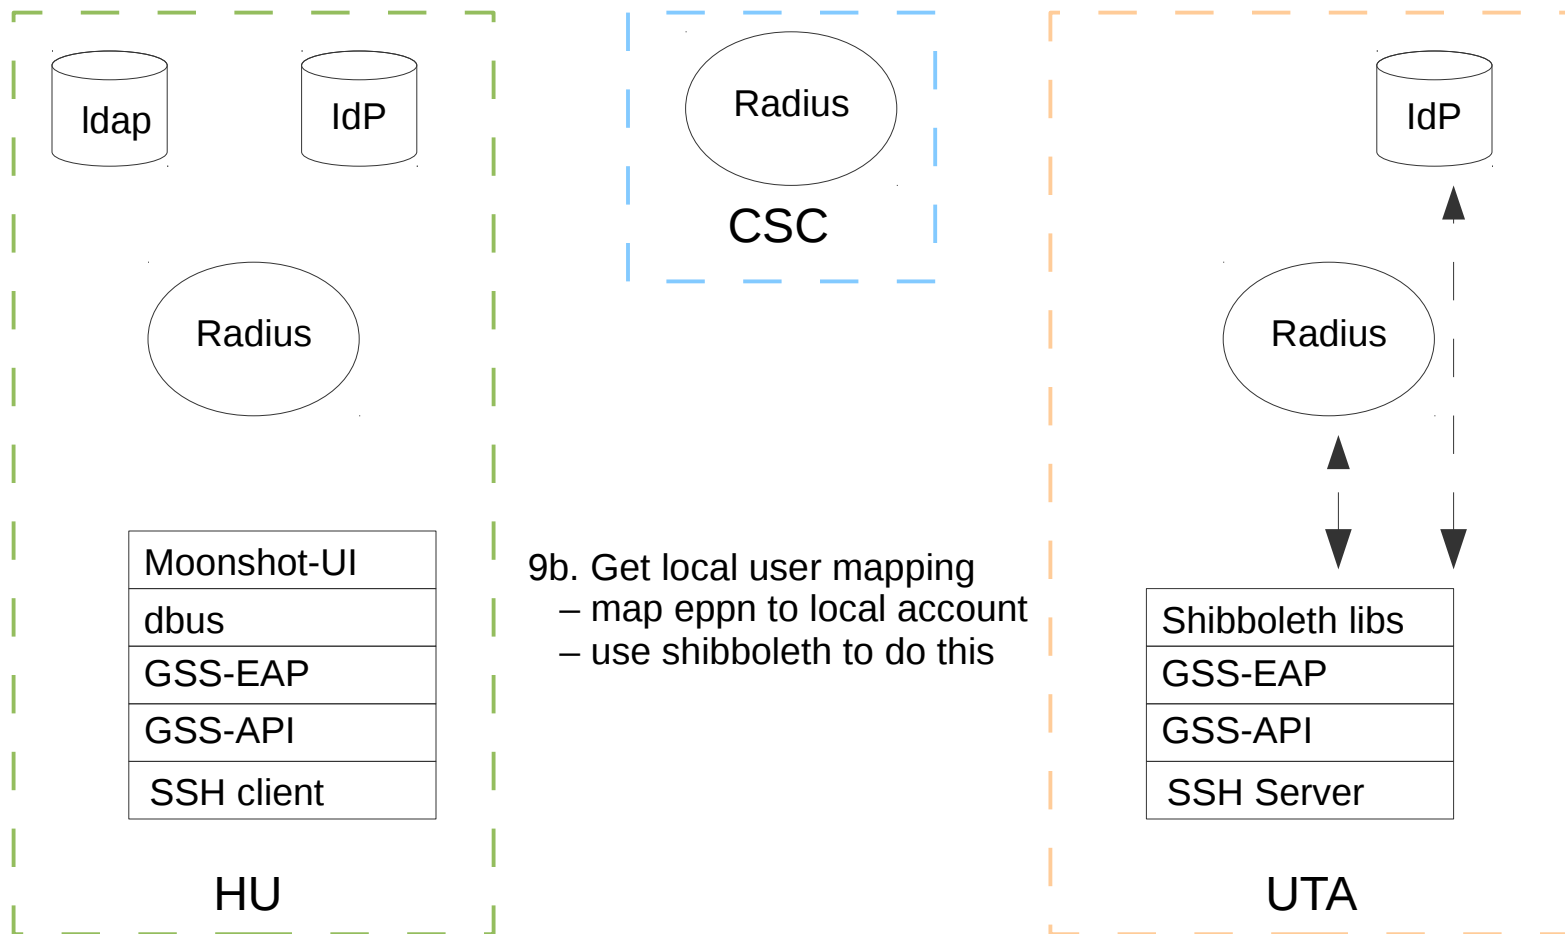 ldap
IdP
Radius
Moonshot-UI
dbus
GSS-EAP
GSS-API
SSH client
HU
Radius
CSC
9b. Get local user mapping
– map eppn to local account
– use shibboleth to do this
IdP
Radius
Shibboleth libs
GSS-EAP
GSS-API
SSH Server
UTA